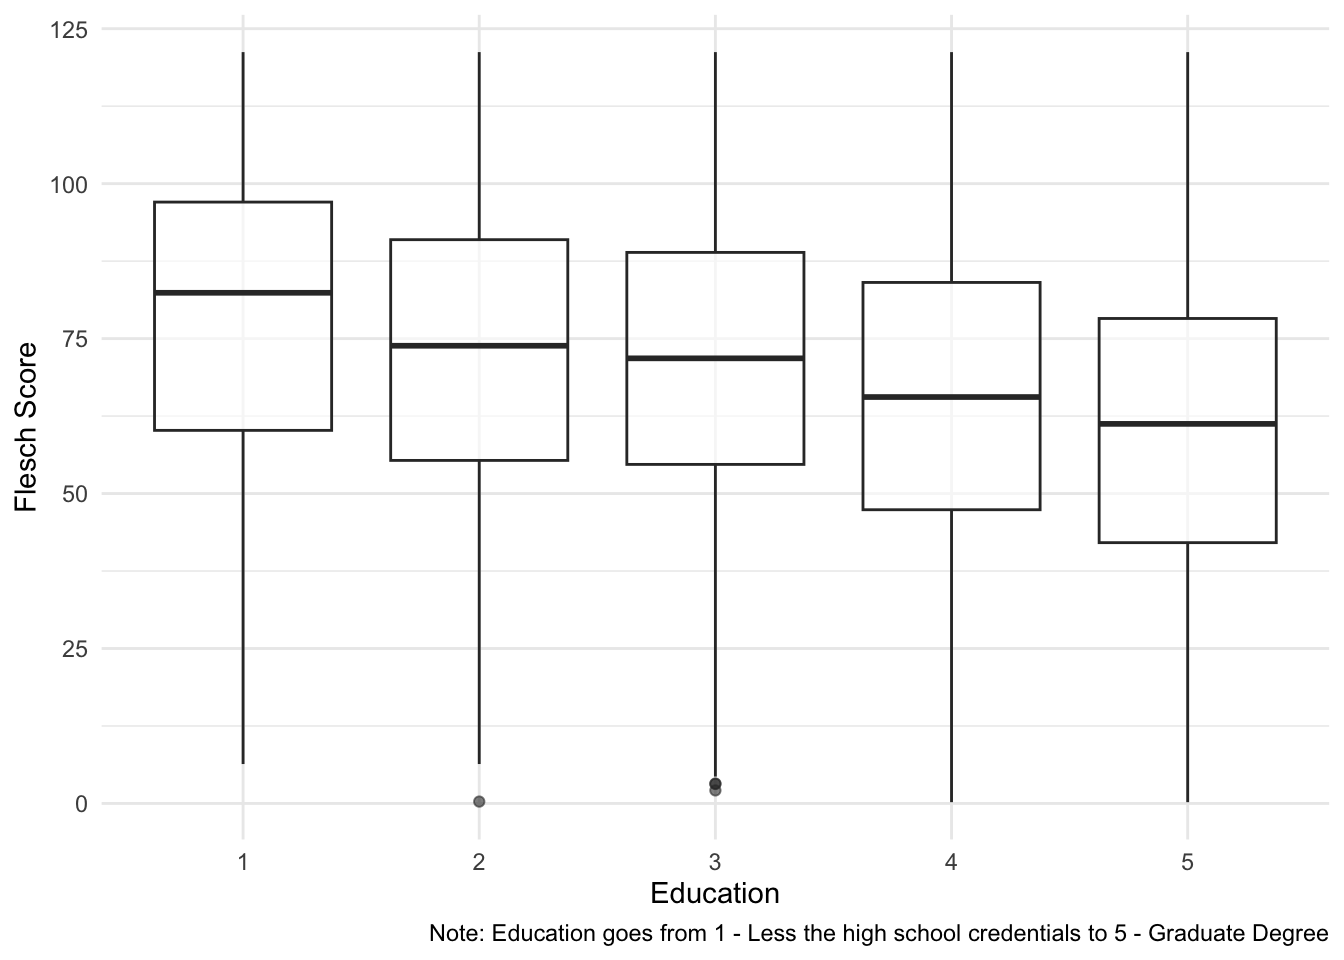 125
100
75
50
25
0
Flesch Score
1 2 3 4 5
Education
Note: Education goes from 1 - Less the high school credentials to 5 - Graduate Degree